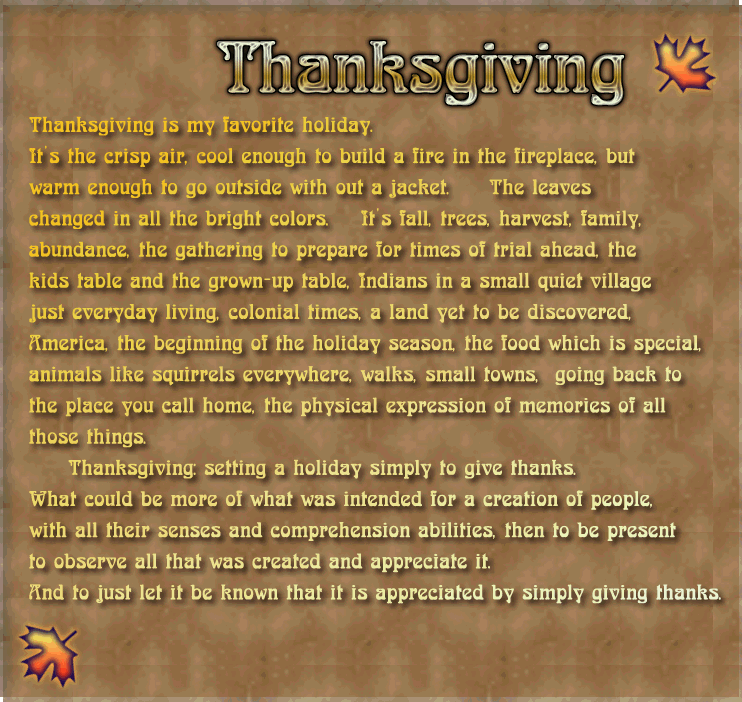 Thanksgiving
Thanksgiving is my favorite holiday.
It's the crisp air, cool enough to build a fire in the fireplace, but
warm enough to go outside with out a jacket. The leaves
changed in all the bright colors. It's fall, trees, harvest, family,
abundance, the gathering to prepare for times of trial ahead, the
kids table and the grown-up table, Indians in a small quiet village
just everyday living, colonial times, a land yet to be discovered,
America, the beginning of the holiday season, the food which is special,
animals like squirrels everywhere, walks, small towns, going back to
the place you call home, the physical expression of memories of all
those things.
Thanksgiving: setting a holiday simply to give thanks.
What could be more of what was intended for a creation of people,
with all their senses and comprehension abilities, then to be present
to observe all that was created and appreciate it.
And to just let it be known that it is appreciated by simply giving thanks.